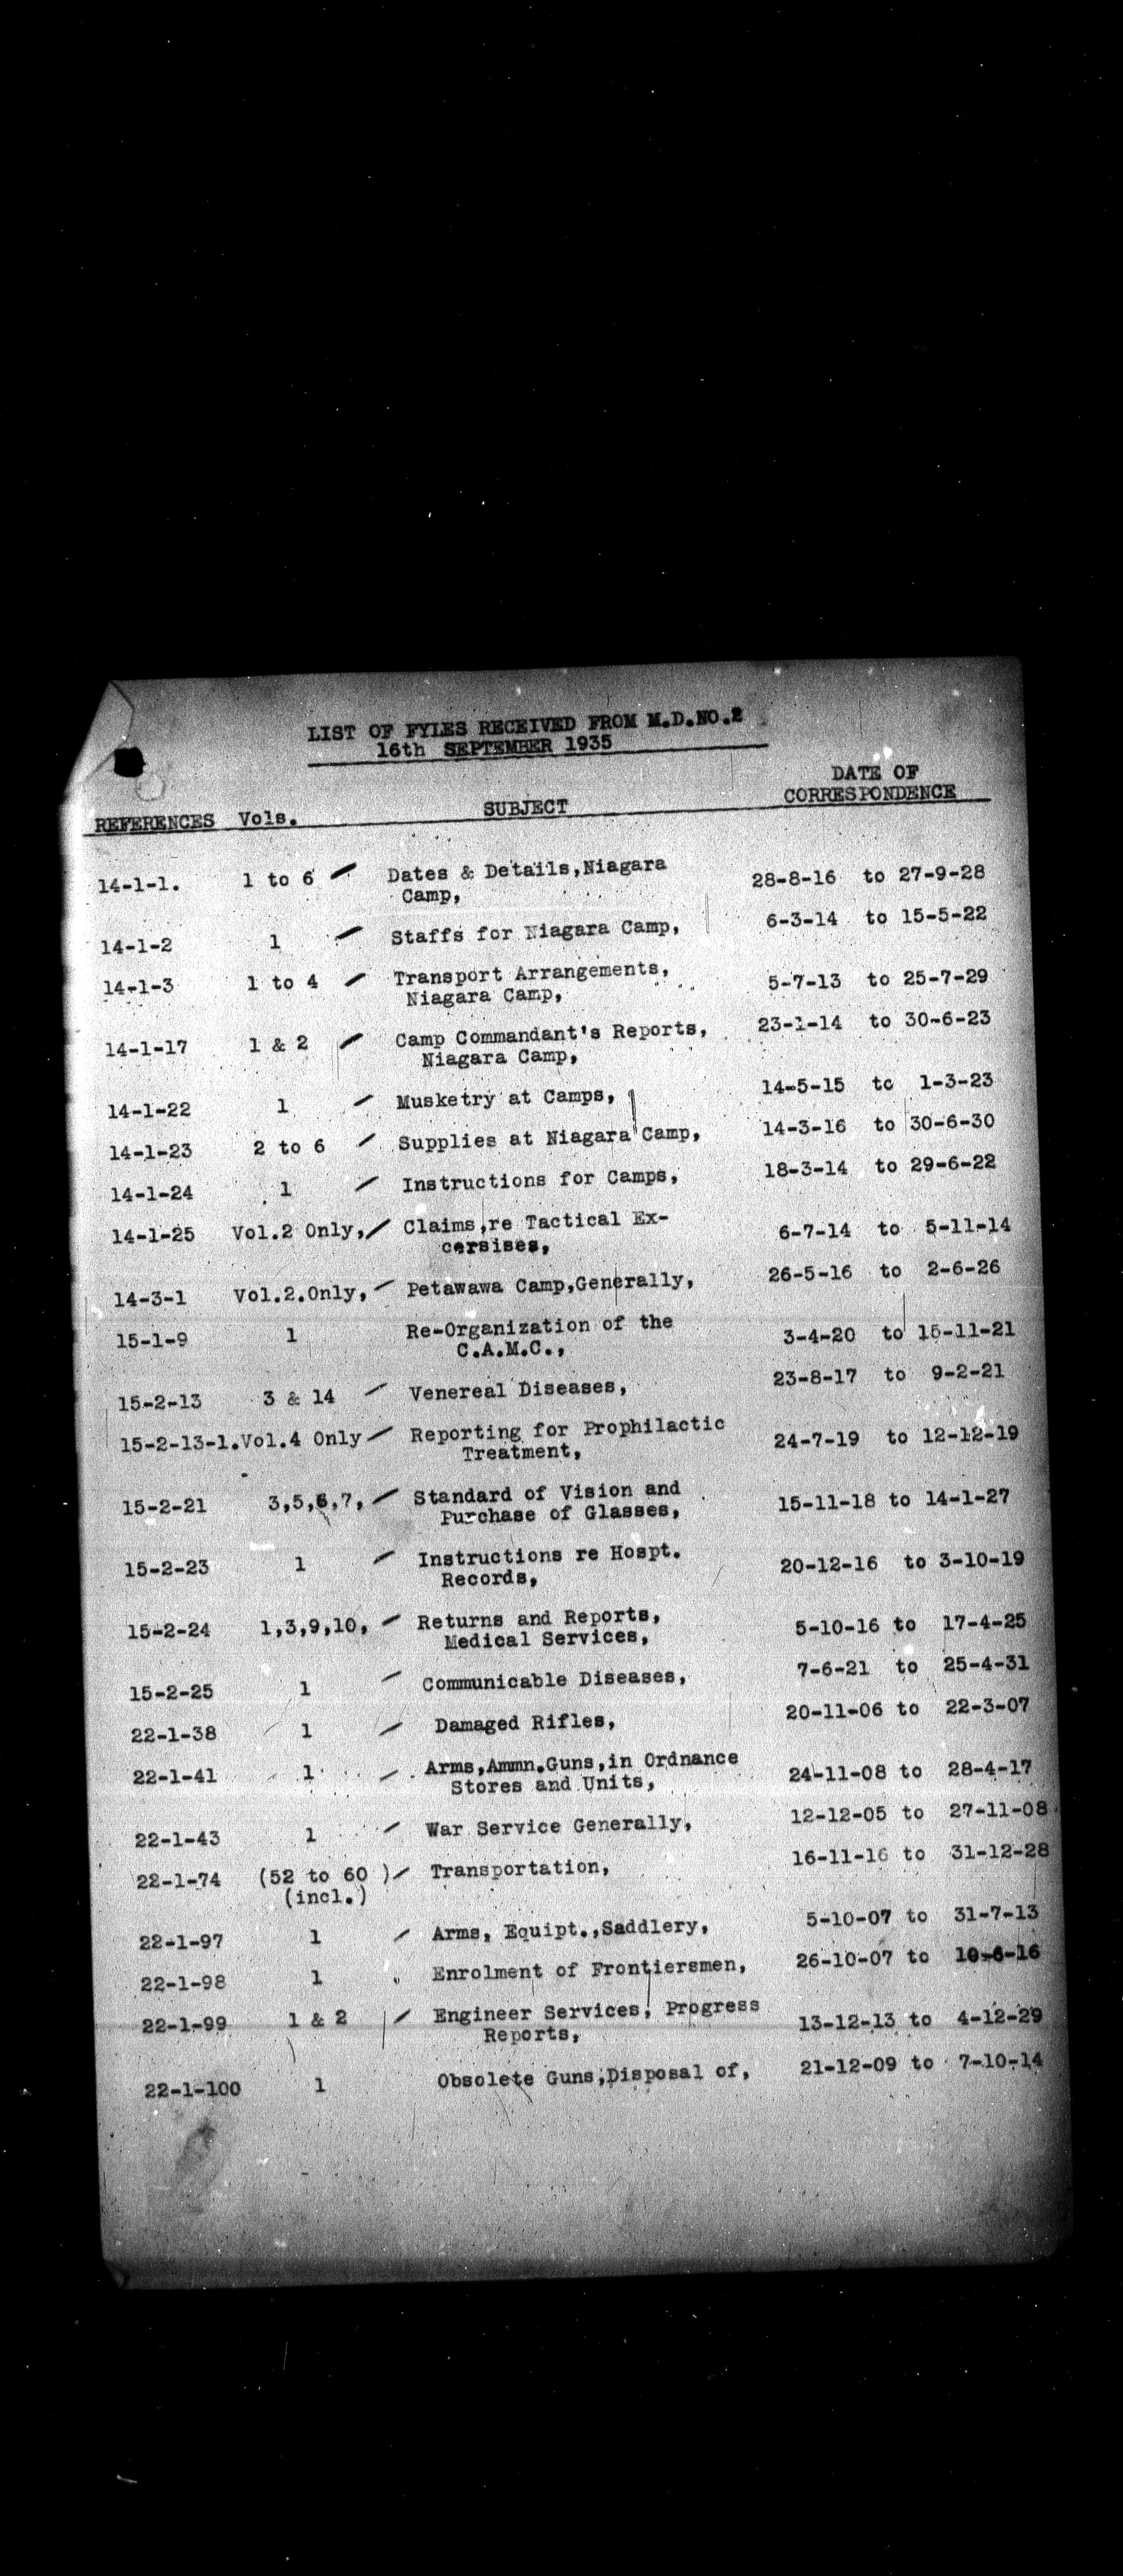 LIST OF FYLES RECEIVED FROM M.D.NO.2
16th SEPTEMBER 1935
DATE OF
REFERENCES Vols. SUBJECT CORRESPONDENCE
14-1-1. 1 to 6 Dates & Details,Niagara 28-8-16 to 27-9-28
Camp,
14-1-2 1 Staffs for Niagara Camp, 6-3-14 to 15-5-22
14-1-3 1 to 4 Transport Arrangements, 5-7-13 to 25-7-29
Niagara Camp,
14-1-17 1 & 2 Camp Commandant's Reports, 23-1-14 to 30-6-23
Niagara Camp,
14-1-22 1 Musketry at Camps, 14-5-15 to 1-3-23
14-1-23 2 to 6 Supplies at Niagara Camp, 14-3-16 to 30-6-30
14-1-24 1 Instructions for Camps, 18-3-14 to 29-6-22
14-1-25 Vol.2 Only, Claims,re Tactical Ex- 6-7-14 to 5-11-14
cersises,
14-3-1 Vol.2.Only, Petawawa Camp,Generally, 26-5-16 to 2-6-26
15-1-9 1 Re-Organization of the 3-4-20 to 15-11-21
C.A.M.C.,
15-2-13 3 & 14 Venereal Diseases, 23-8-17 to 9-2-21
15-2-13-1.Vol.4 Only Reporting for Prophilactic 24-7-19 to 12-12-19
Treatment,
15-2-21 3,5,6,7, Standard of Vision and 15-11-18 to 14-1-27
Purchase of Glasses,
15-2-23 1 Instructions re Hospt. 20-12-16 to 3-10-19
Records,
15-2-24 1,3,9,10, Returns and Reports, 5-10-16 to 17-4-25
Medical Services,
15-2-25 1 Communicable Diseases, 7-6-21 to 25-4-31
22-1-38 1 Damaged Rifles, 20-11-06 to 22-3-07
22-1-41 1 Arms,Ammn.Guns,in Ordnance 24-11-08 to 28-4-17
Stores and Units,
22-1-43 1 War Service Generally, 12-12-05 to 27-11-08
22-1-74 (52 to 60 ) Transportation, 16-11-16 to 31-12-28
(incl.)
22-1-97 1 Arms, Equipt.,Saddlery, 5-10-07 to 31-7-13
22-1-98 1 Enrolment of Frontiersmen, 26-10-07 to 10-6-16
22-1-99 1 & 2 Engineer Services, Progress 13-12-13 to 4-12-29
Reports,
22-1-100 1 Obsolete Guns,Disposal of, 21-12-09 to 7-10-14